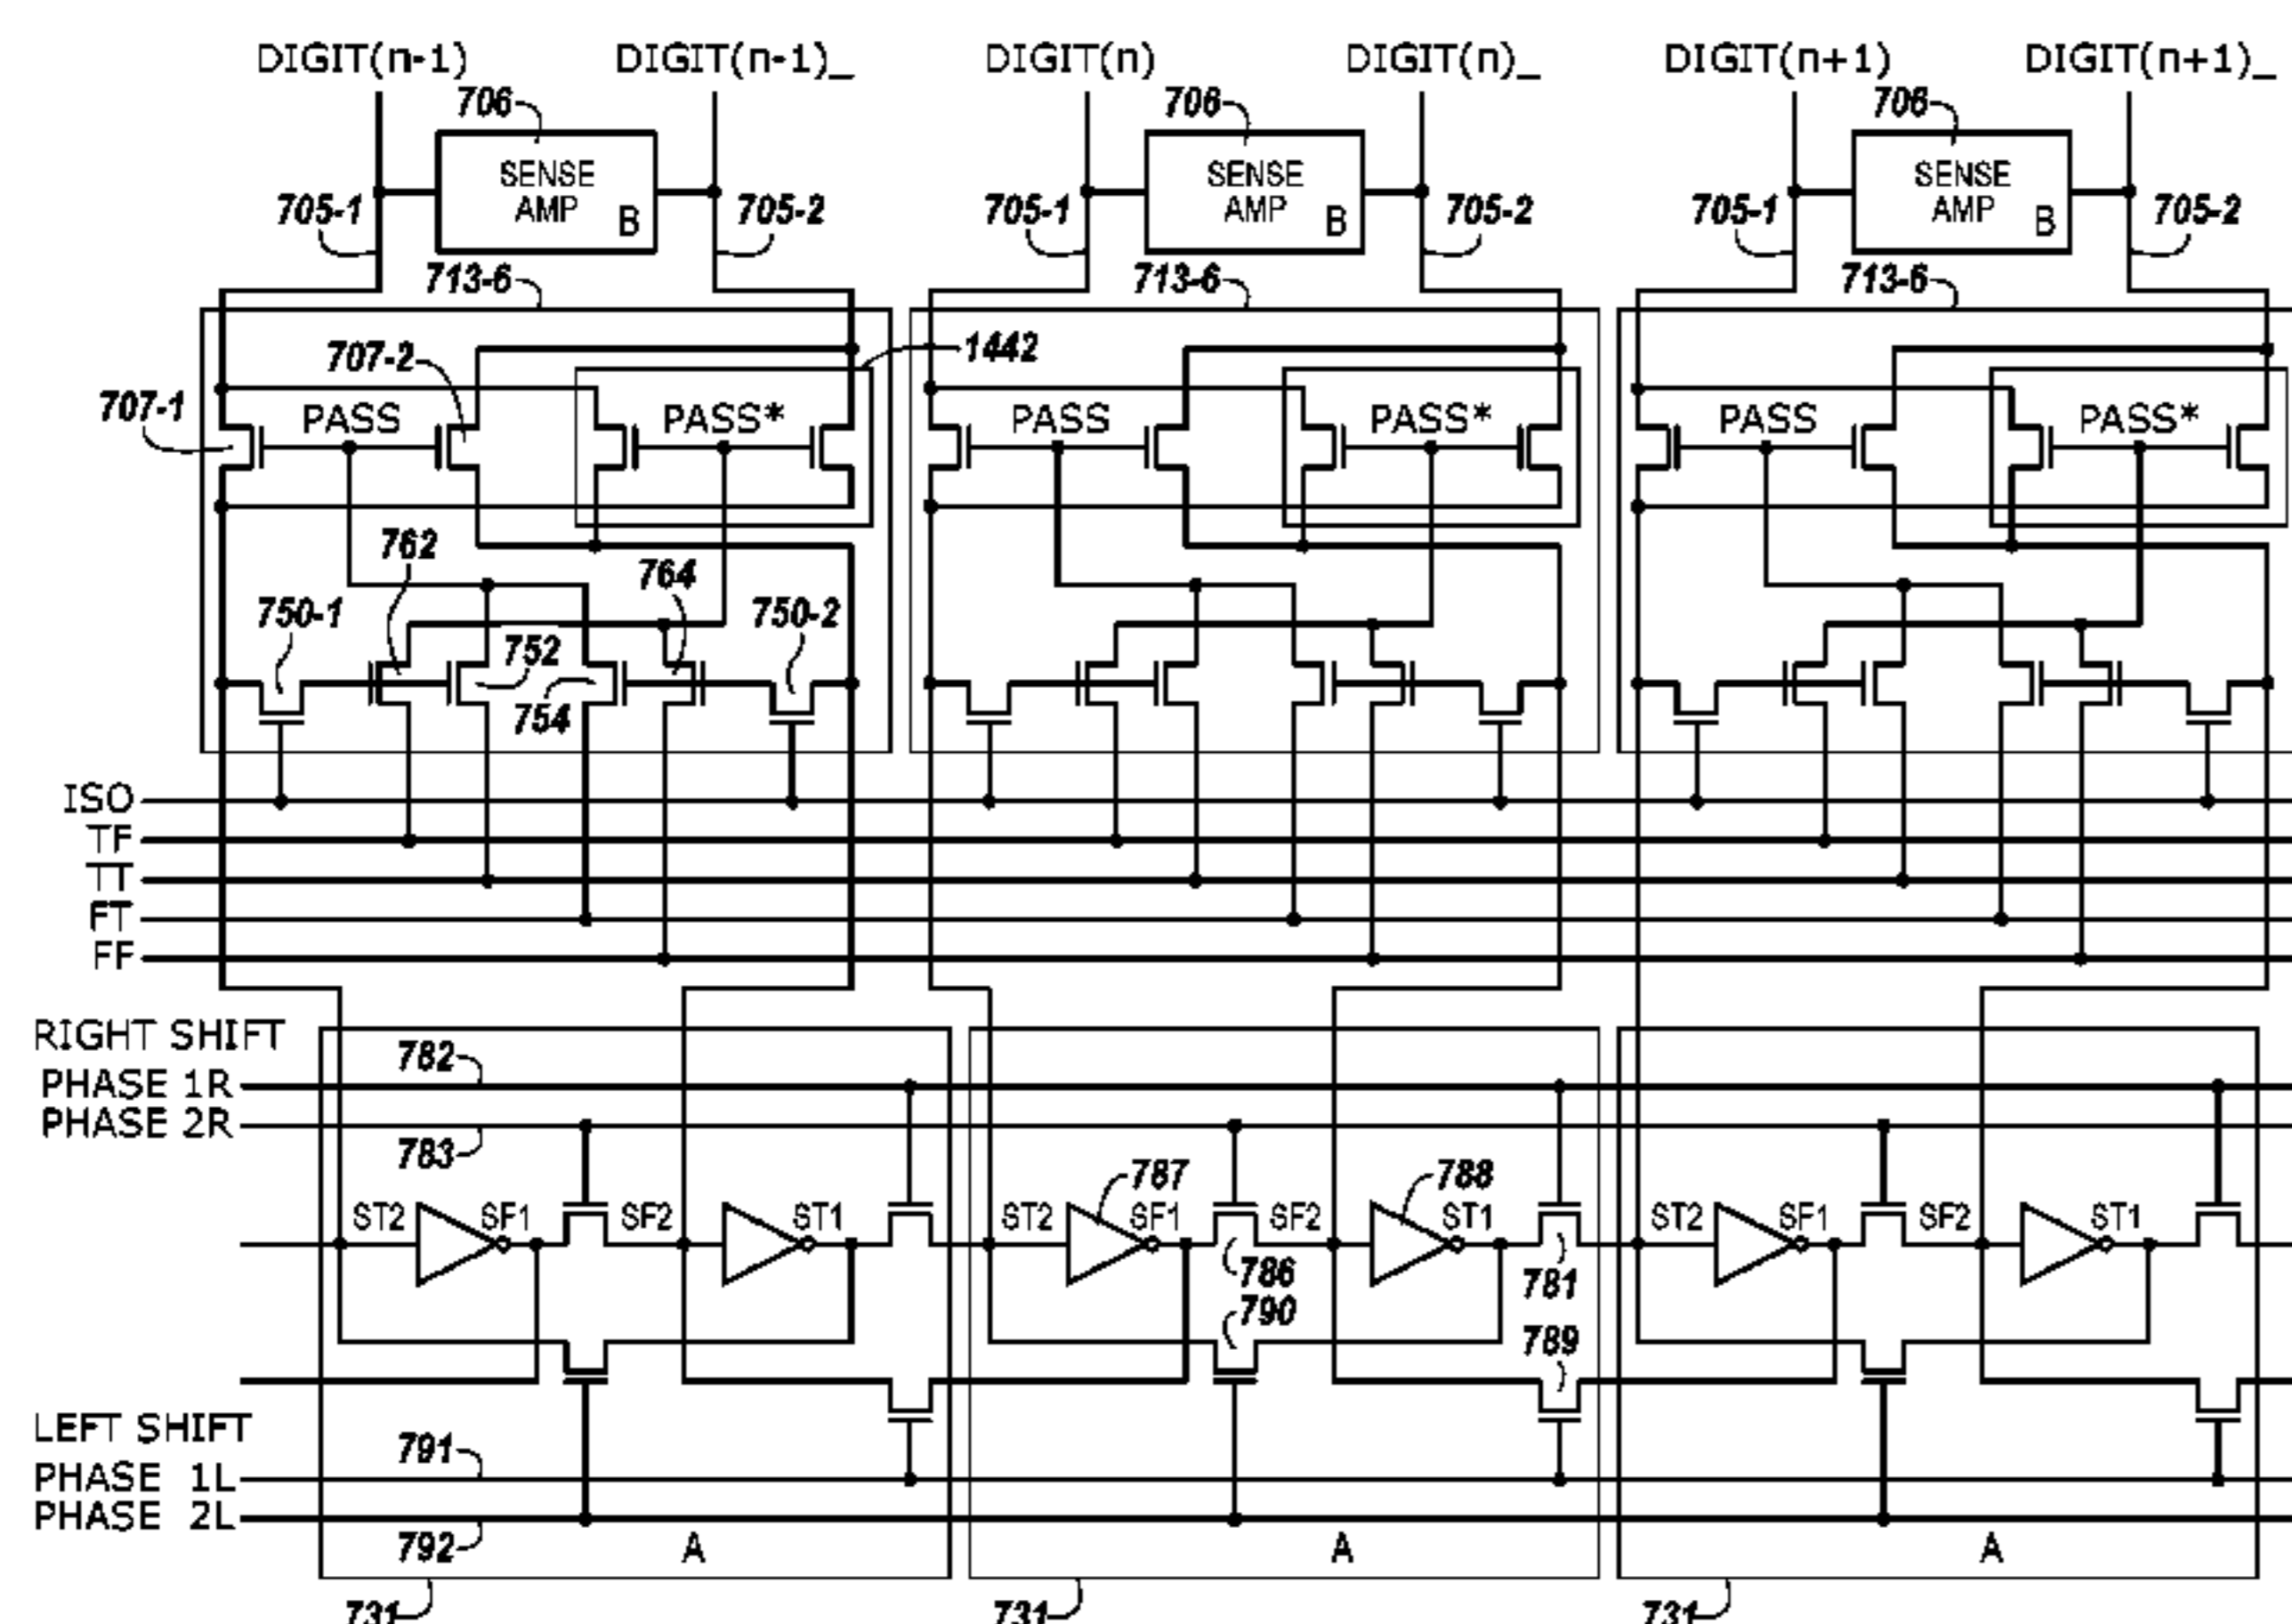 DIGIT(n-1) DIGIT(n-1)_ DIGIT(n) DIGIT(n)_ DIGIT(n+1) DIGIT(n+1)_
706 706 706
SENSE SENSE SENSE
705-1 AMP B 705-2 705-1 AMP B 705-2 705-1 AMP B 705-2
713-6 713-6 713-6
707-2 1442
707-1 PASS PASS* PASS PASS* PASS PASS*
762 764
750-1 752 750-2
754
ISO
TF
TT
FT
FF
RIGHT SHIFT
782
PHASE 1R
PHASE 2R
783 787 788
ST2 SF1 SF2 ST1 ST2 SF1 SF2 ST1 ST2 SF1 SF2 ST1
786 781
790 789
LEFT SHIFT
791
PHASE 1L
PHASE 2L
792 A A A
731 731 731